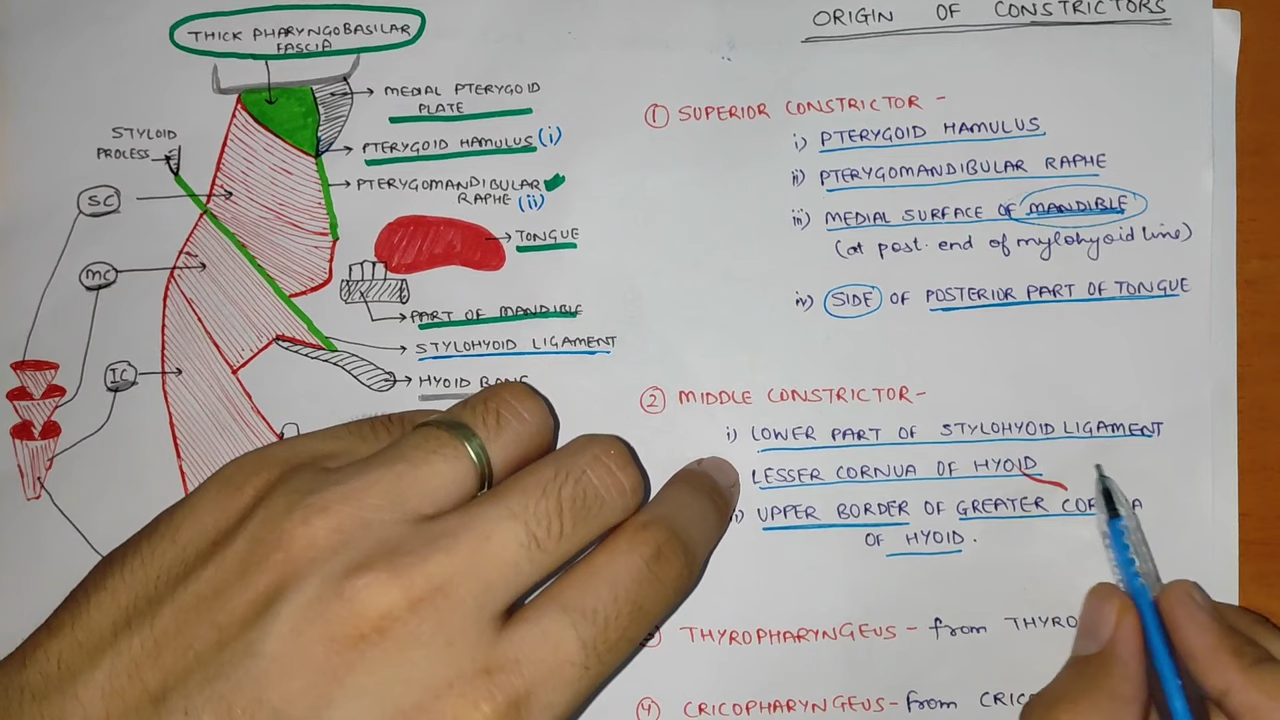 THICK PHARYNGOBASILAR
FASCIA
MEDIAL PTERYGOID
PLATE
STYLOID
PROCESS
PTERYGOID HAMULUS (i)
PTERYGOMANDIBULAR
RAPHE (ii)
SC
TONGUE
MC
PART OF MANDIBLE
STYLOHYOID LIGAMENT
IC
HYOID
ORIGIN OF CONSTRICTORS
① SUPERIOR CONSTRICTOR -
i) PTERYGOID HAMULUS
ii) PTERYGOMANDIBULAR RAPHE
iii) MEDIAL SURFACE OF MANDIBLE
(at post. end of mylohyoid line)
iv) SIDE OF POSTERIOR PART OF TONGUE
② MIDDLE CONSTRICTOR-
i) LOWER PART OF STYLOHYOID LIGAMENT
LESSER CORNUA OF HYOID
UPPER BORDER OF GREATER
OF HYOID.
THYROPHARYNGEUS - from
④ CRICOPHARYNGEUS - from